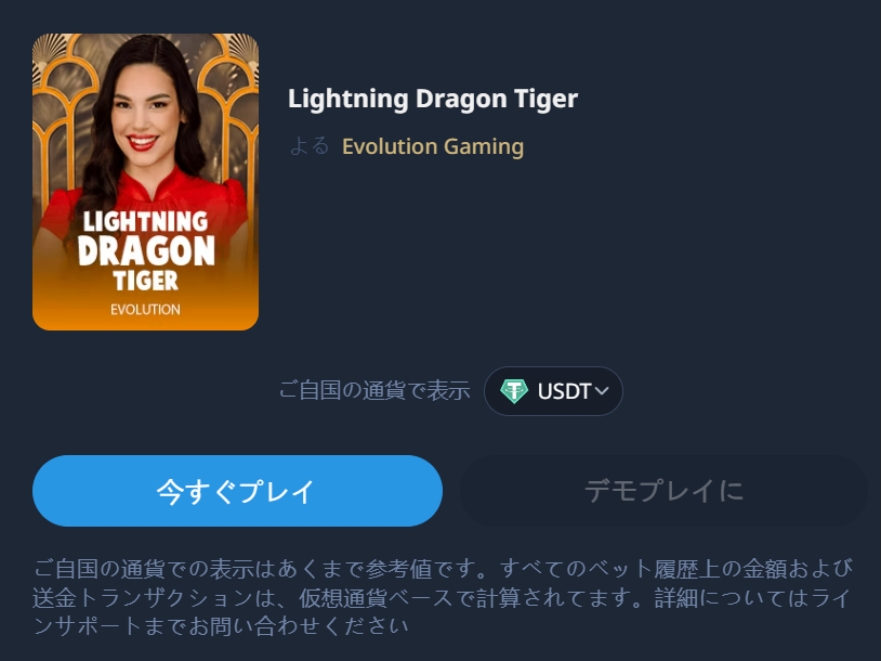 LIGHTNING
DRAGON
TIGER
EVOLUTION
Lightning Dragon Tiger
よる Evolution Gaming
ご自国の通貨で表示 USDT
今すぐプレイ デモプレイに
ご自国の通貨での表示はあくまで参考値です。すべてのベット履歴上の金額および
送金トランザクションは、仮想通貨ベースで計算されてます。詳細についてはライ
ンサポートまでお問い合わせください